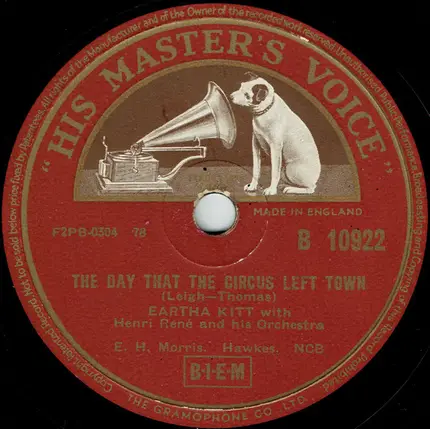 "HIS MASTER'S VOICE"
MADE IN ENGLAND
F2PB-0304 78
B 10922
THE DAY THAT THE CIRCUS LEFT TOWN
(Leigh—Thomas)
EARTHA KITT with
Henri René and his Orchestra
E. H. Morris. Hawkes. NCB
B·I·E·M
THE GRAMOPHONE CO. LTD.